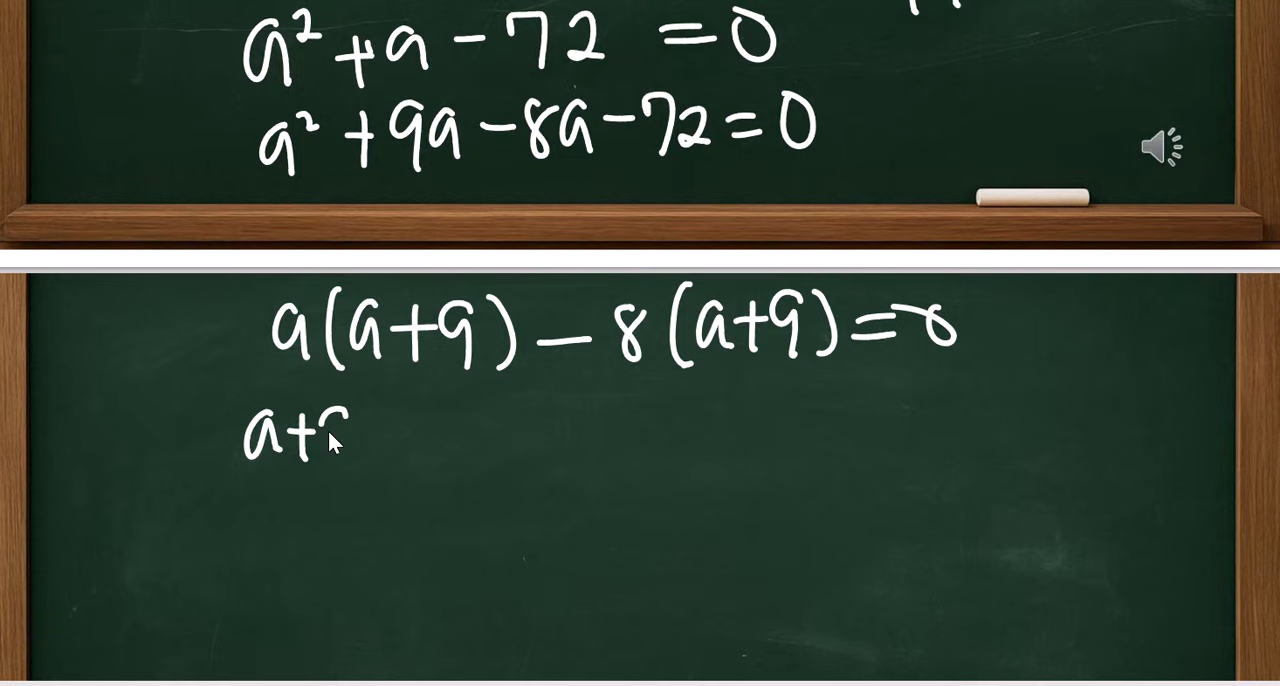 a² + a - 72 = 0
a² + 9a - 8a - 72 = 0
a(a+9) - 8(a+9) = 0
a+